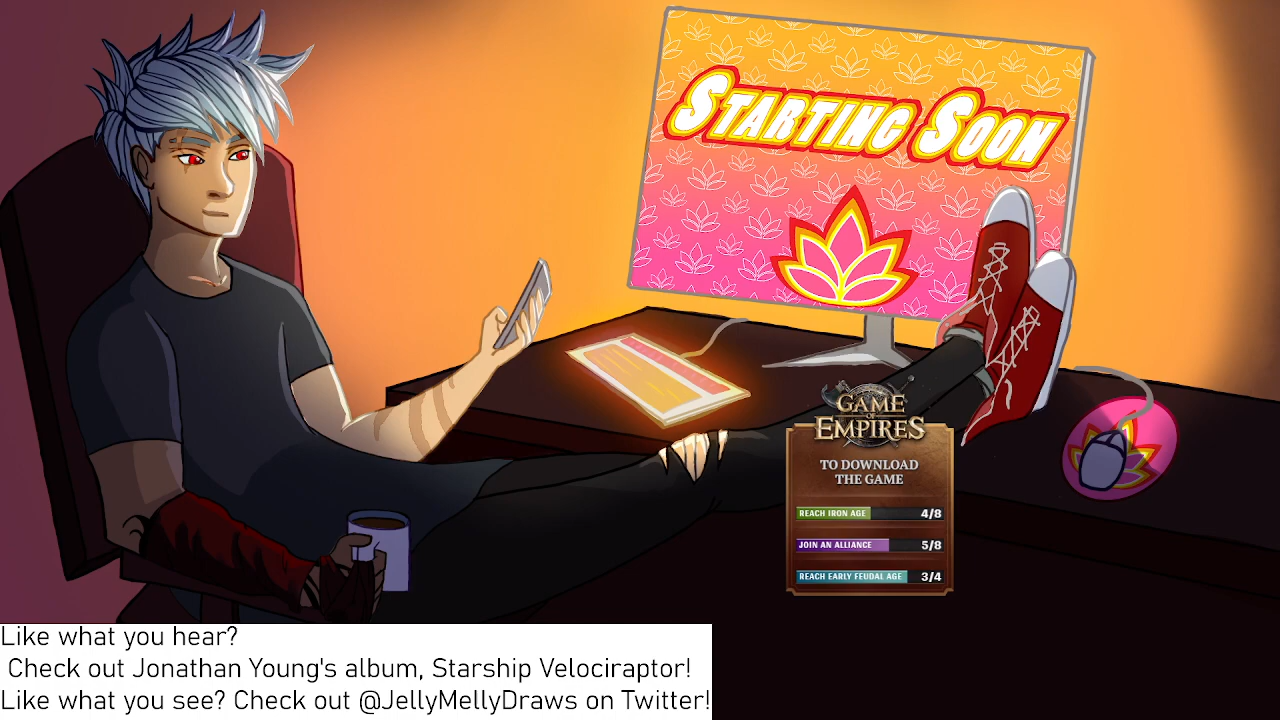 STARTING SOON
GAME
OF
EMPIRES
TO DOWNLOAD
THE GAME
REACH IRON AGE 4/8
JOIN AN ALLIANCE 5/8
REACH EARLY FEUDAL AGE 3/4
Like what you hear?
Check out Jonathan Young's album, Starship Velociraptor!
Like what you see? Check out @JellyMellyDraws on Twitter!